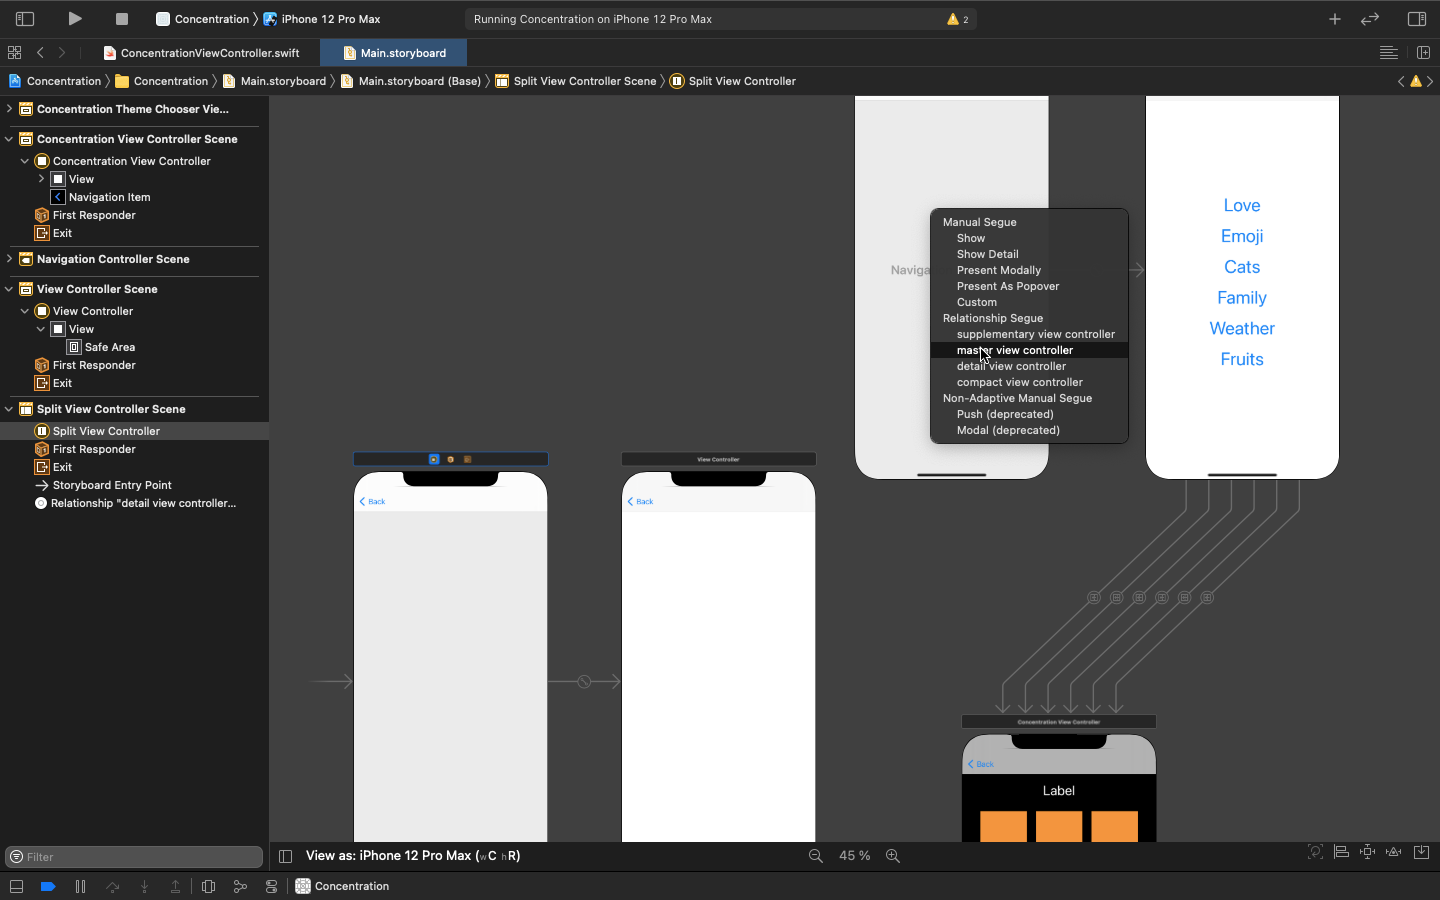 Concentration
iPhone 12 Pro Max
Running Concentration on iPhone 12 Pro Max
2
ConcentrationViewController.swift
Main.storyboard
Concentration
Concentration
Main.storyboard
Main.storyboard (Base)
Split View Controller Scene
Split View Controller
Concentration Theme Chooser Vie...
Concentration View Controller Scene
Concentration View Controller
View
Navigation Item
First Responder
Exit
Navigation Controller Scene
View Controller Scene
View Controller
View
Safe Area
First Responder
Exit
Split View Controller Scene
Split View Controller
First Responder
Exit
Storyboard Entry Point
Relationship "detail view controller...
Filter
Manual Segue
Show
Show Detail
Present Modally
Present As Popover
Custom
Relationship Segue
supplementary view controller
master view controller
detail view controller
compact view controller
Non-Adaptive Manual Segue
Push (deprecated)
Modal (deprecated)
Love
Emoji
Cats
Family
Weather
Fruits
Back
View Controller
Back
Concentration View Controller
Back
Label
View as: iPhone 12 Pro Max (wC hR)
45 %
Concentration